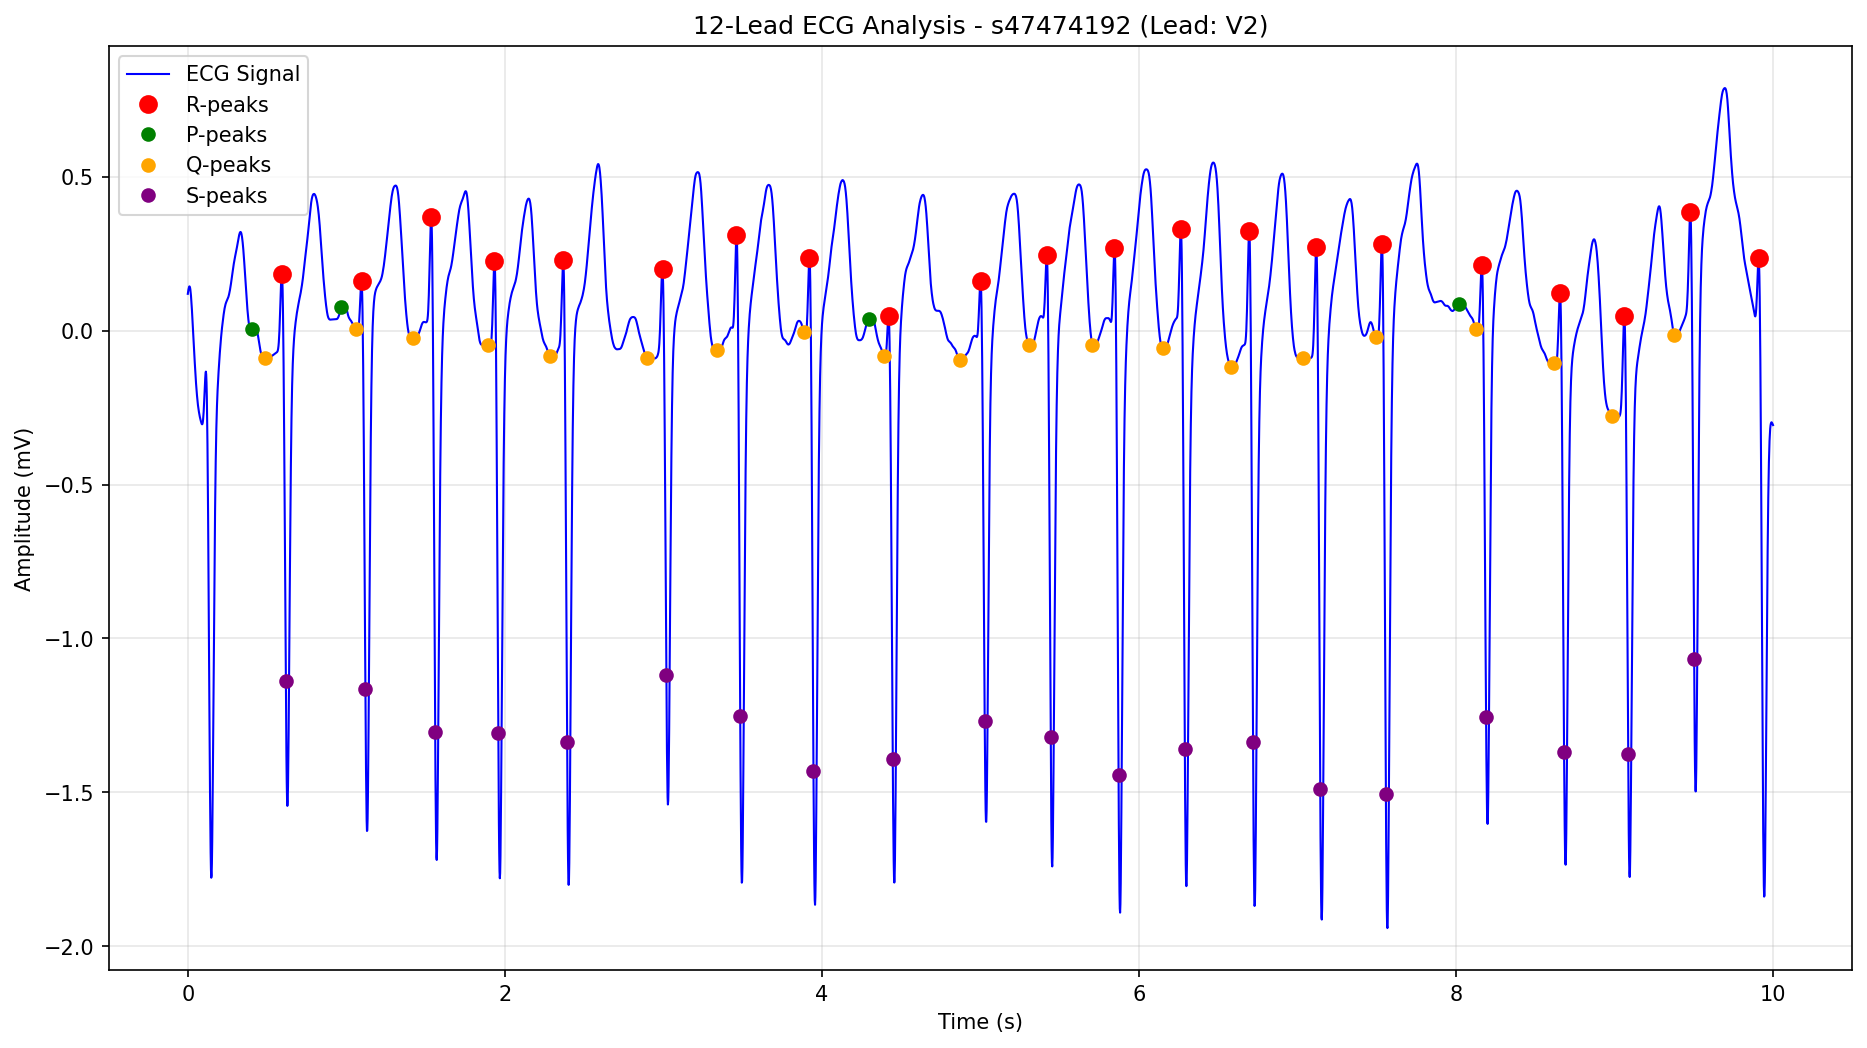 12-Lead ECG Analysis - s47474192 (Lead: V2)
ECG Signal
R-peaks
P-peaks
Q-peaks
S-peaks
Amplitude (mV)
0.5
0.0
−0.5
−1.0
−1.5
−2.0
0
2
4
6
8
10
Time (s)